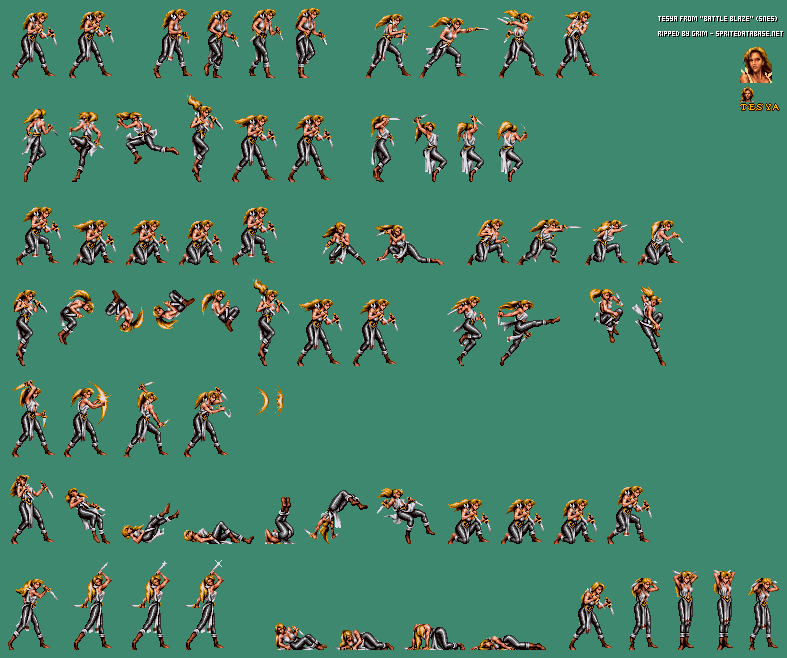 TESYA FROM "BATTLE BLAZE" (SNES)
RIPPED BY GRIM - SPRITEDATABASE.NET
TESYA